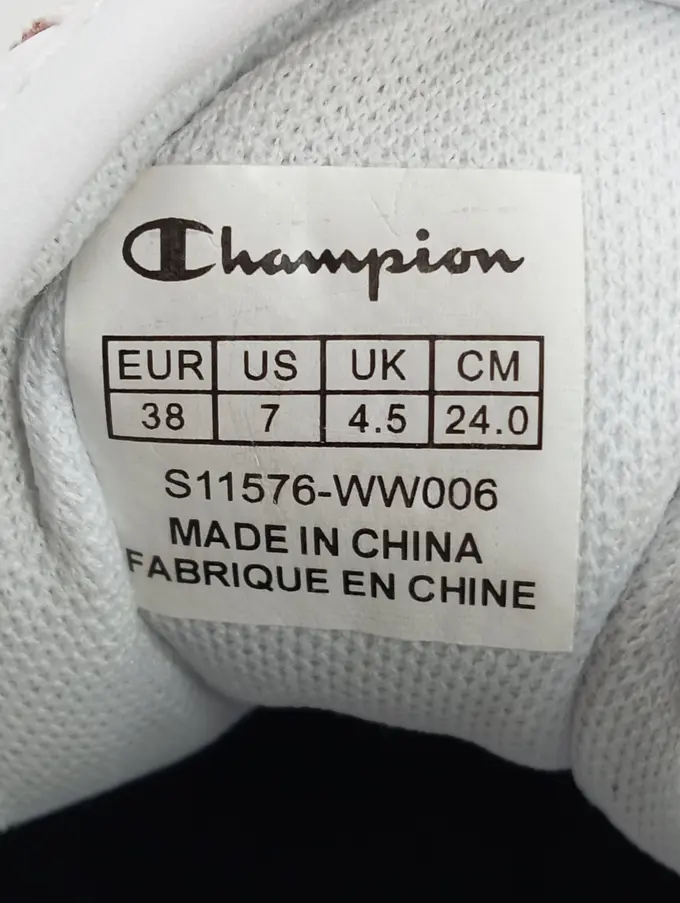 Champion
EUR US UK CM
38 7 4.5 24.0
S11576-WW006
MADE IN CHINA
FABRIQUE EN CHINE